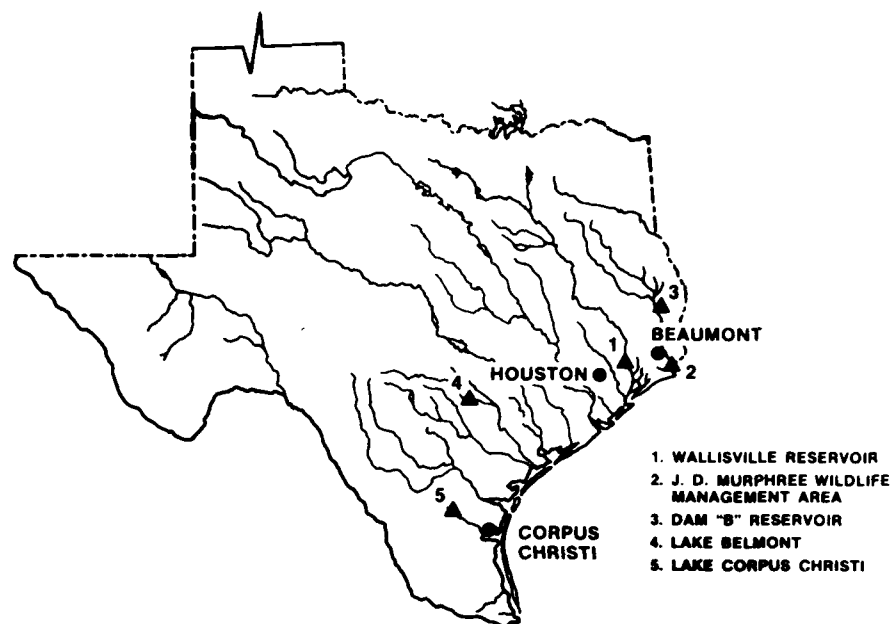 3
BEAUMONT
1
HOUSTON
2
4
5
CORPUS
CHRISTI
1. WALLISVILLE RESERVOIR
2. J. D. MURPHREE WILDLIFE
MANAGEMENT AREA
3. DAM "B" RESERVOIR
4. LAKE BELMONT
5. LAKE CORPUS CHRISTI